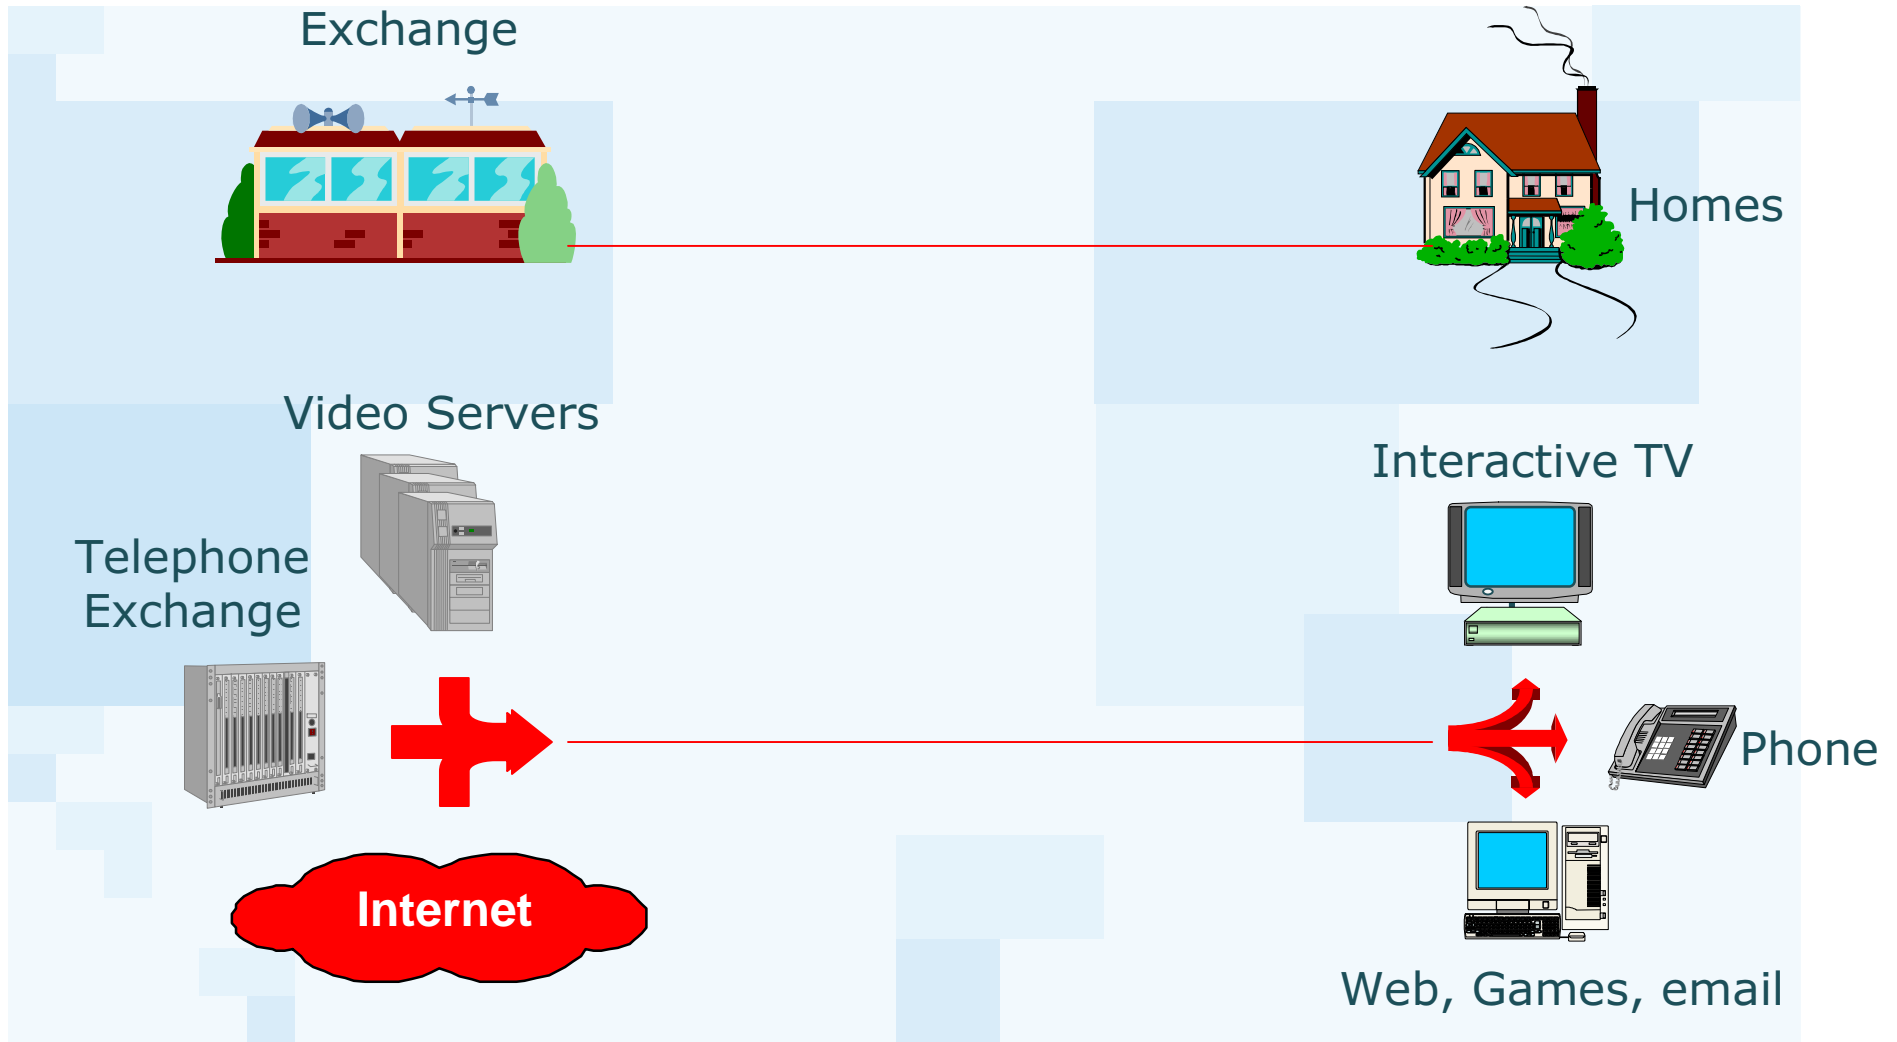 Exchange
Homes
Video Servers
Interactive TV
Telephone
Exchange
Phone
Internet
Web, Games, email